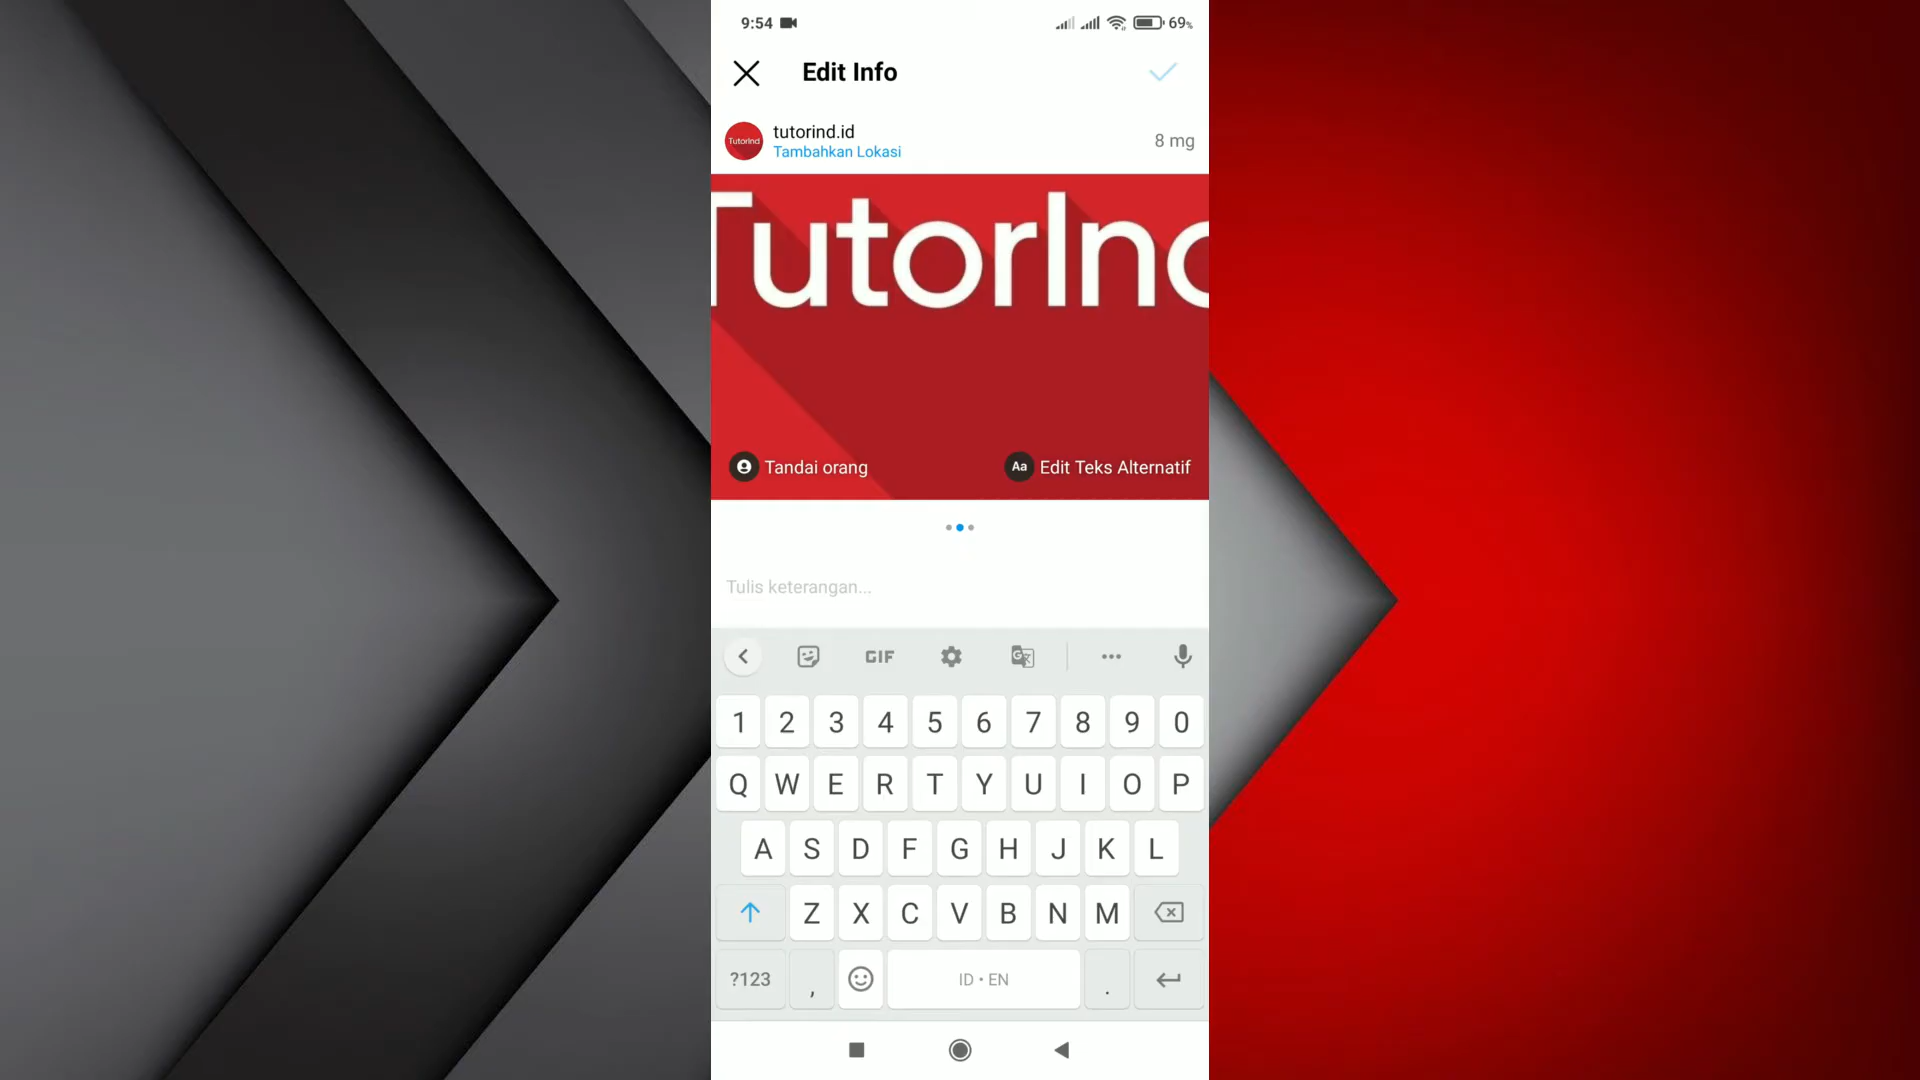 9:54 69%
Edit Info
TutorInd
tutorind.id
Tambahkan Lokasi
8 mg
TutorInd
Tandai orang
Aa Edit Teks Alternatif
Tulis keterangan...
GIF
1 2 3 4 5 6 7 8 9 0
Q W E R T Y U I O P
A S D F G H J K L
Z X C V B N M
?123 , ID • EN .